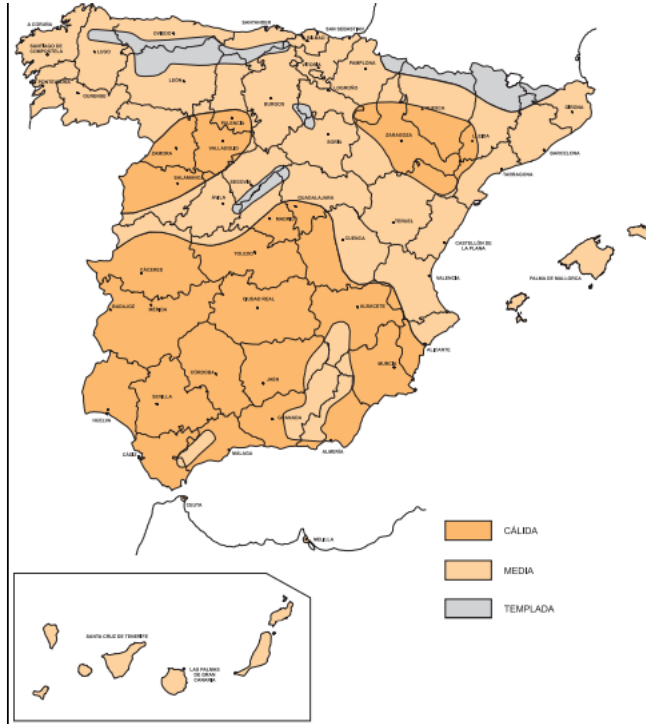 A CORUÑA
OVIEDO
SANTANDER
SAN SEBASTIÁN
BILBAO
SANTIAGO DE
COMPOSTELA
LUGO
VITORIA
PAMPLONA
PONTEVEDRA
LEÓN
LOGROÑO
OURENSE
BURGOS
HUESCA
GIRONA
PALENCIA
ZARAGOZA
LLEIDA
ZAMORA
VALLADOLID
SORIA
BARCELONA
SALAMANCA
SEGOVIA
TARRAGONA
ÁVILA
GUADALAJARA
MADRID
TERUEL
CUENCA
CASTELLÓN DE
LA PLANA
TOLEDO
CÁCERES
VALENCIA
PALMA DE MALLORCA
BADAJOZ
MÉRIDA
CIUDAD REAL
ALBACETE
ALICANTE
CÓRDOBA
JAÉN
MURCIA
SEVILLA
HUELVA
GRANADA
CÁDIZ
MÁLAGA
ALMERÍA
CEUTA
MELILLA
CÁLIDA
MEDIA
TEMPLADA
SANTA CRUZ DE TENERIFE
LAS PALMAS
DE GRAN
CANARIA